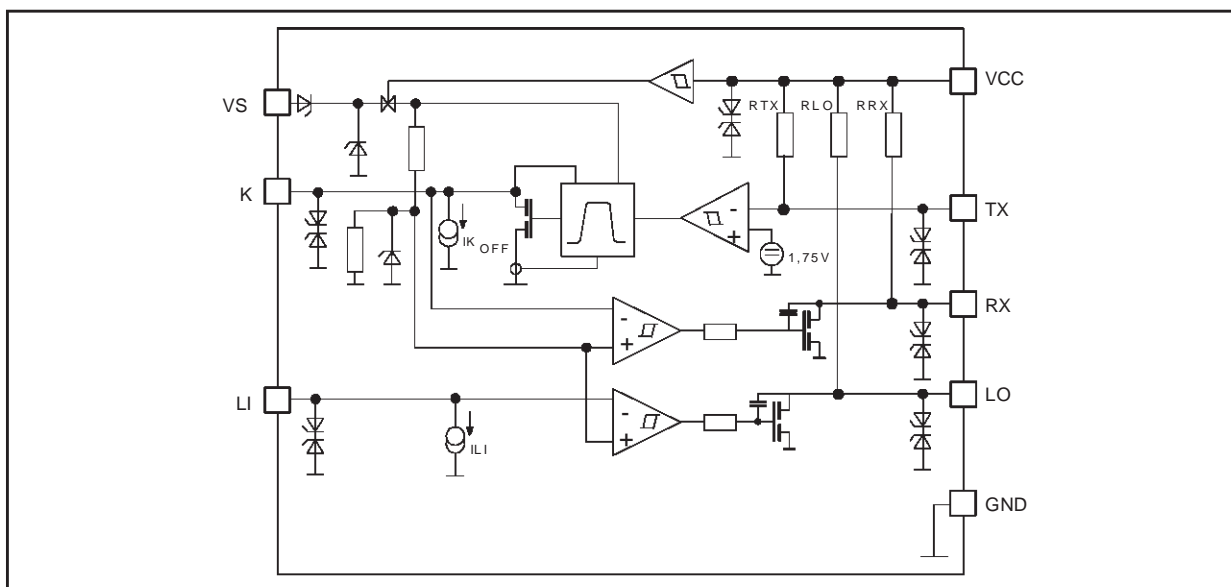 VCC
VS
RTX RLO RRX
K
TX
IK OFF
1,75V
RX
LI
LO
ILI
GND
-
+
-
+
-
+